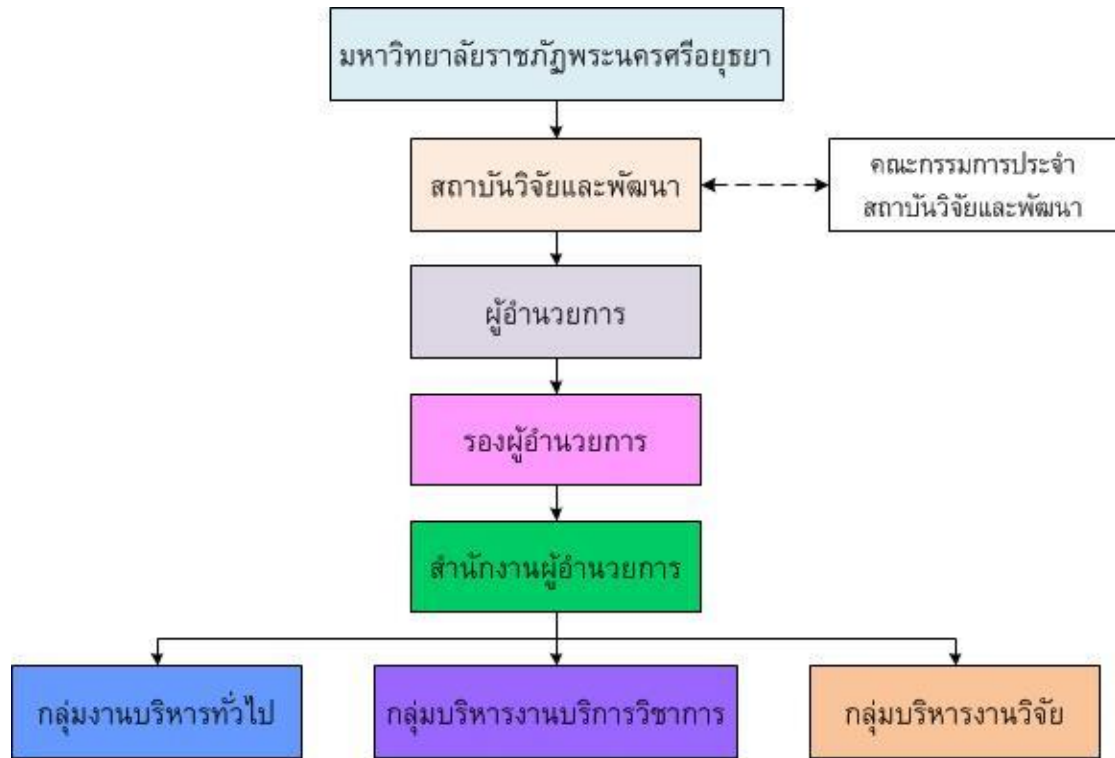 มหาวิทยาลัยราชภัฏพระนครศรีอยุธยา
สถาบันวิจัยและพัฒนา
คณะกรรมการประจำ
สถาบันวิจัยและพัฒนา
ผู้อำนวยการ
รองผู้อำนวยการ
สำนักงานผู้อำนวยการ
กลุ่มงานบริหารทั่วไป
กลุ่มบริหารงานบริการวิชาการ
กลุ่มบริหารงานวิจัย